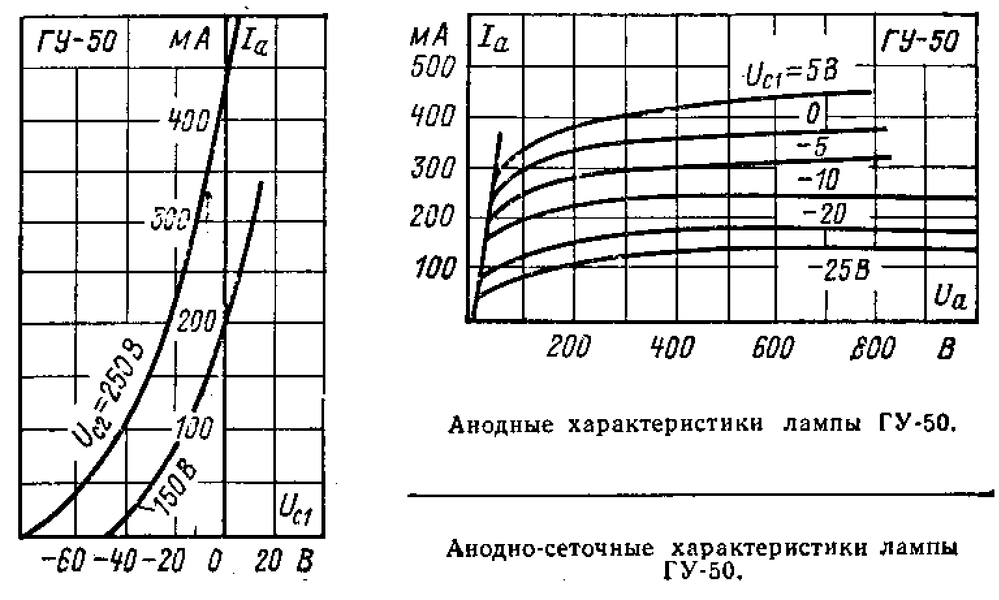 ГУ-50 мА Iа
400
300
200
Uc2=250В
100
150В
Uc1
-60 -40 -20 0 20 В
мА Iа ГУ-50
500
Uc1=5В
400
0
-5
300
-10
200
-20
100
-25В
Uа
200 400 600 800 В
Анодные характеристики лампы ГУ-50.
Анодно-сеточные характеристики лампы
ГУ-50.